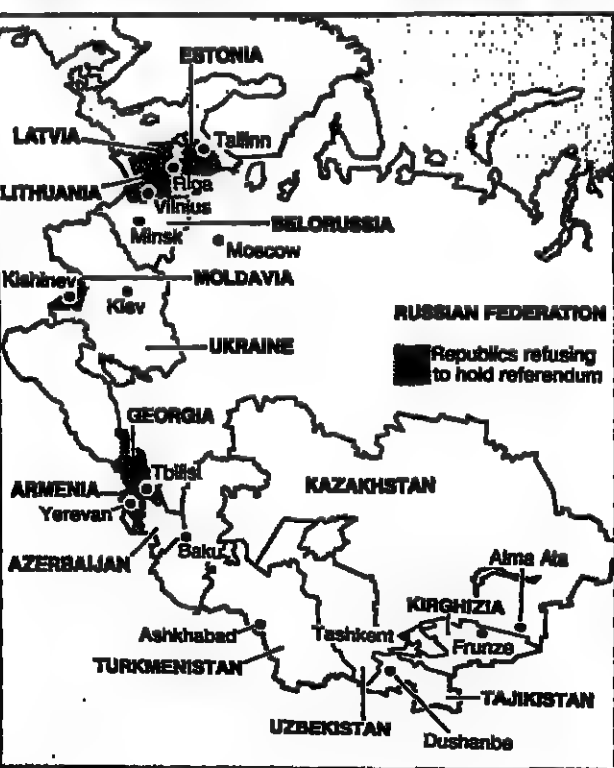 ESTONIA
LATVIA
Tallinn
Riga
LITHUANIA
Vilnius
BELORUSSIA
Minsk
Moscow
Kishinev
MOLDAVIA
Kiev
RUSSIAN FEDERATION
UKRAINE
Republics refusing
to hold referendum
GEORGIA
Tbilisi
KAZAKHSTAN
ARMENIA
Yerevan
AZERBAIJAN
Baku
Alma Ata
KIRGHIZIA
Ashkhabad
Tashkent
Frunze
TURKMENISTAN
TAJIKISTAN
UZBEKISTAN
Dushanbe